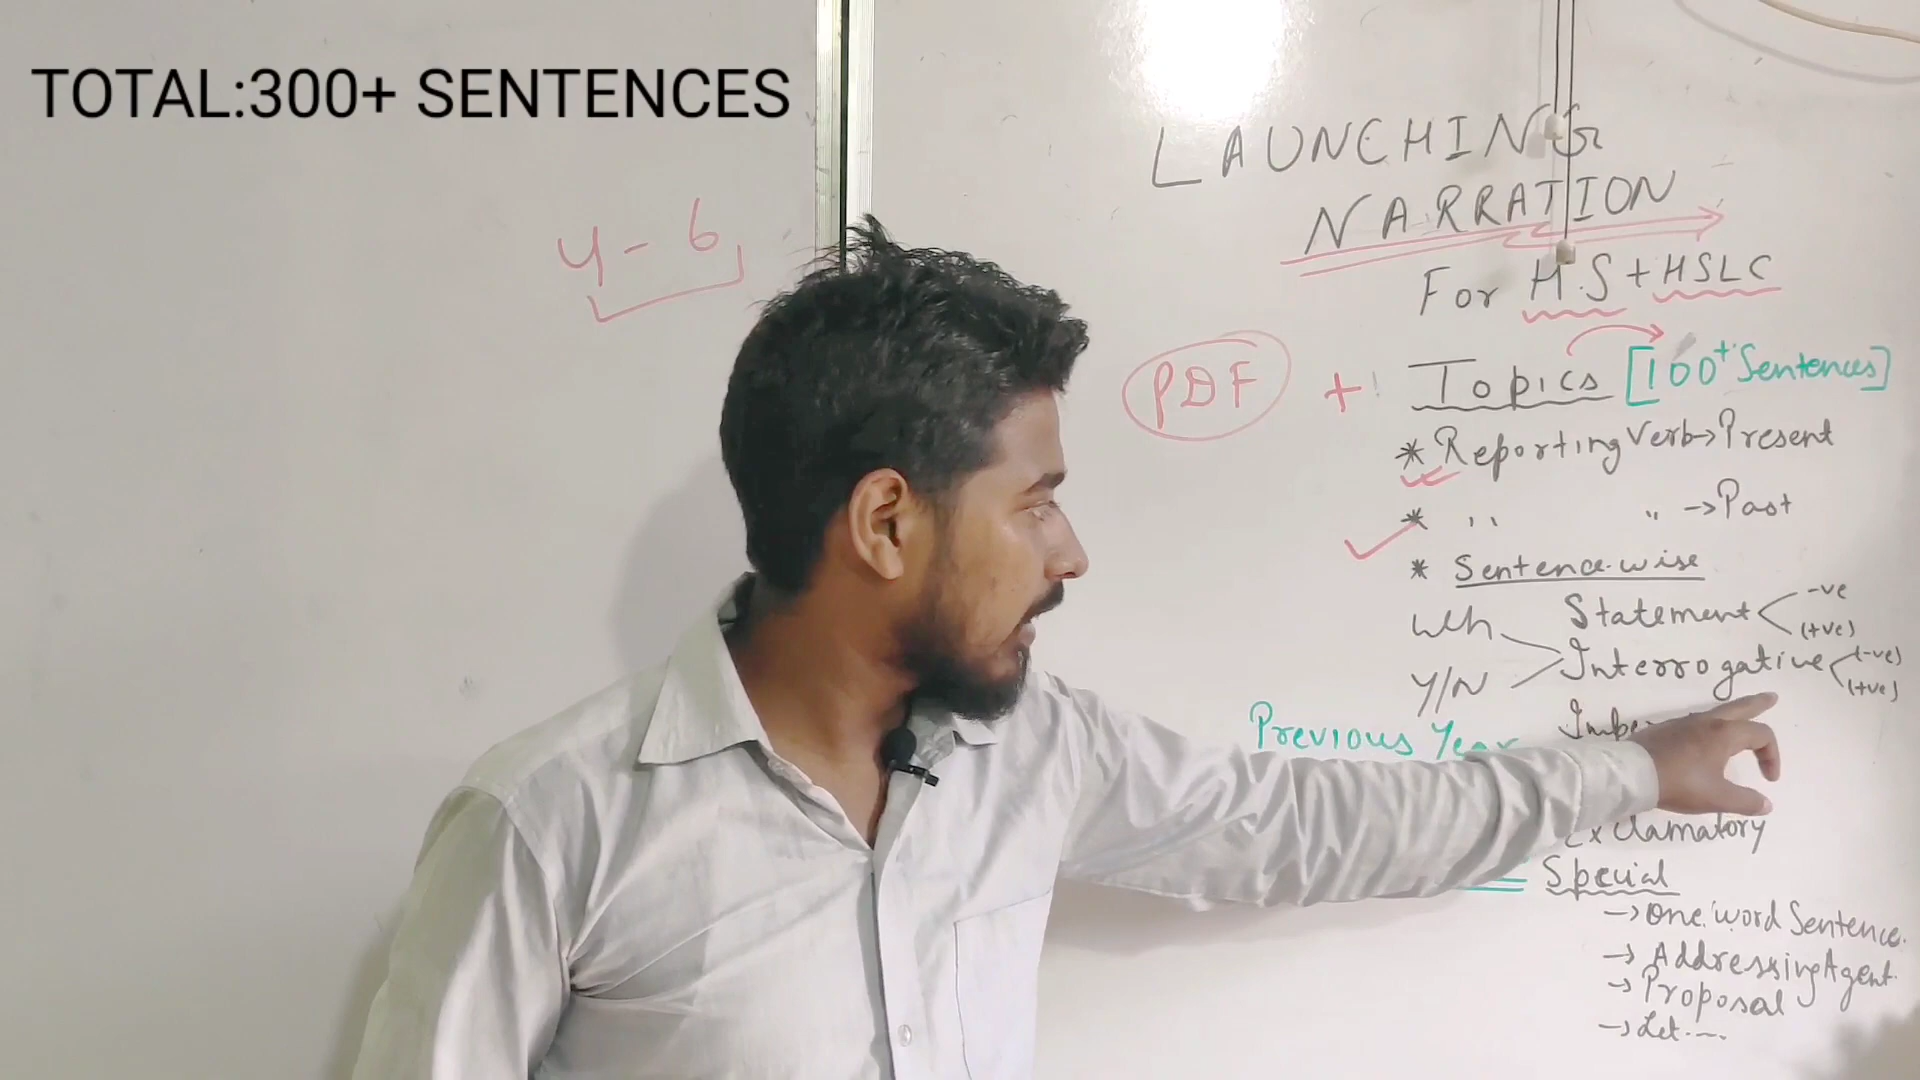 TOTAL:300+ SENTENCES
LAUNCHING
NARRATION
For H.S + HSLC
4 - 6
PDF + Topics [100+ Sentences]
* Reporting Verb → Present
* " " → Past
* Sentence.wise
Statement -ve (+ve)
Wh
Interrogative (-ve) (+ve)
Y/N
Previous Year
Exclamatory
Special
→ One word Sentence.
→ Addressing Agent.
→ Proposal
→ Let....